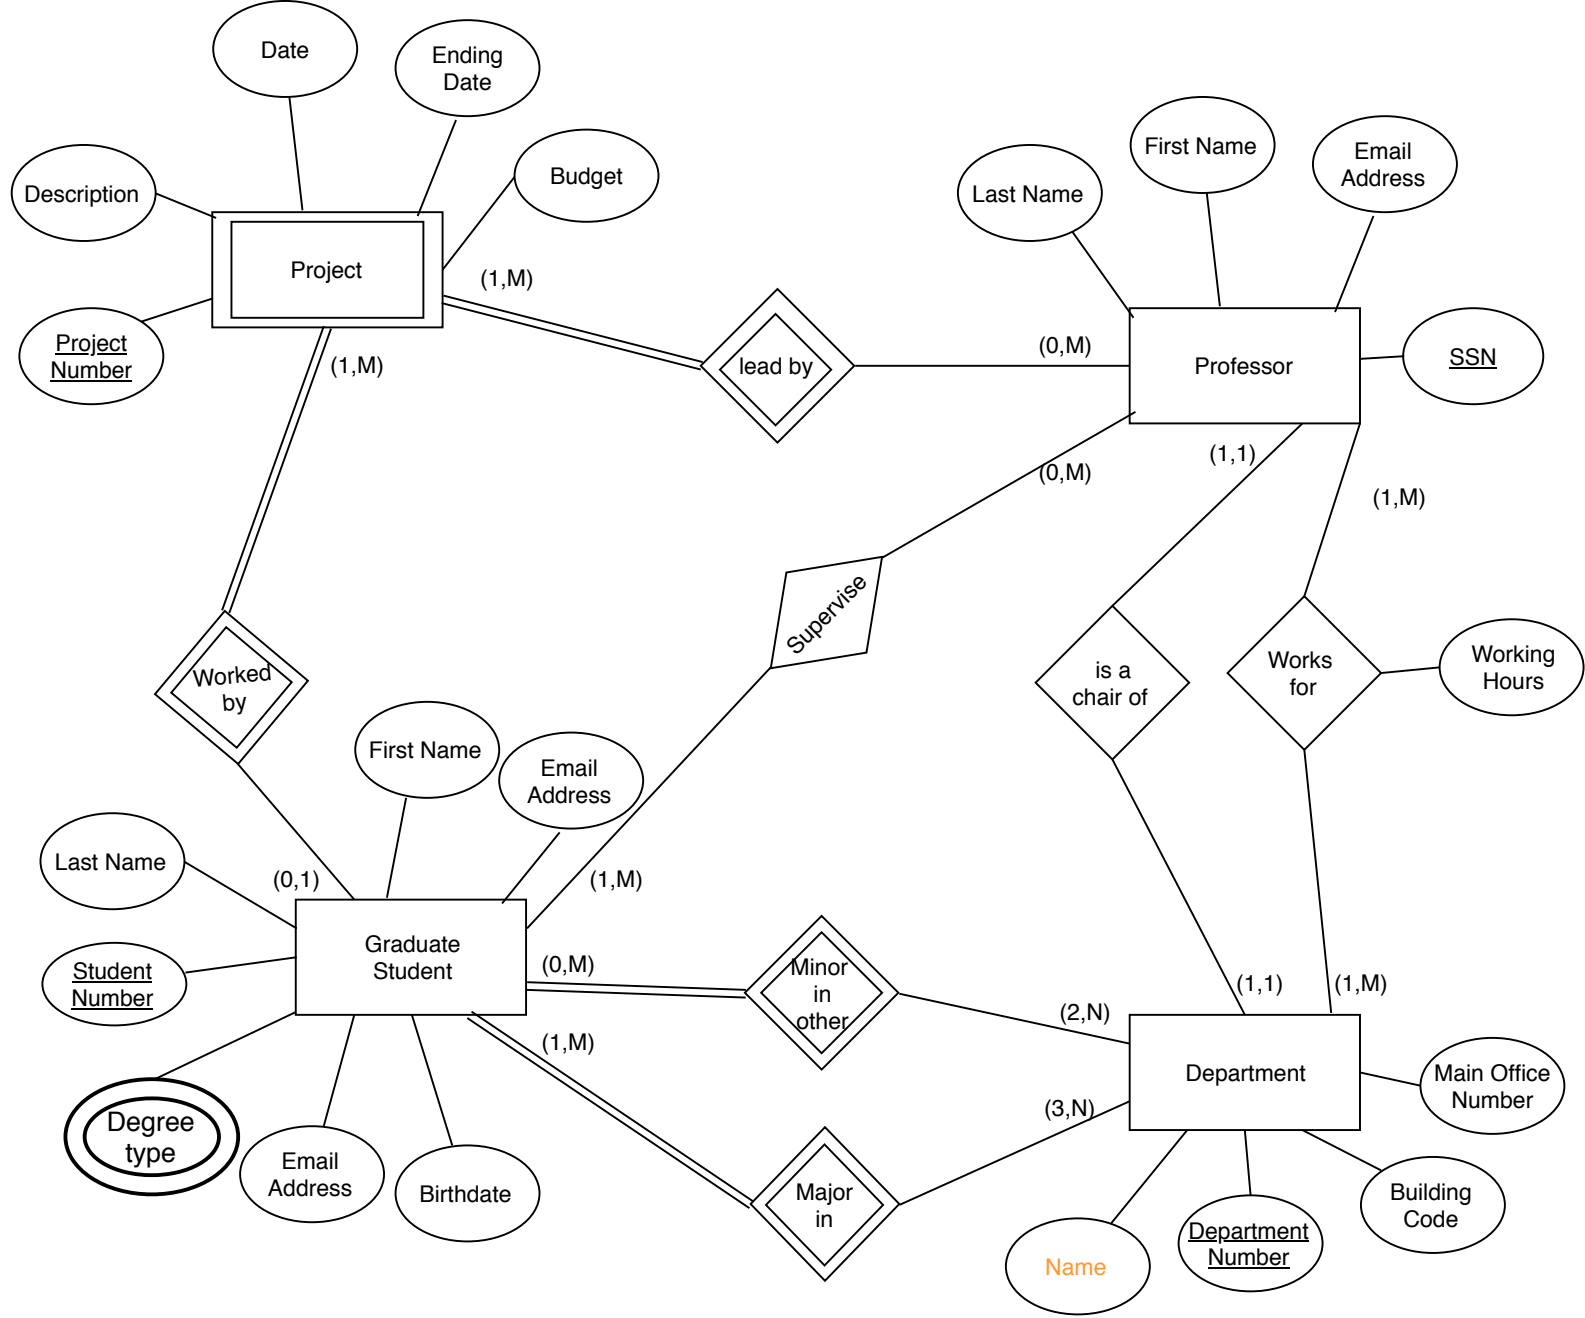 Date
Ending
Date
Description
Budget
Project
Project
Number
(1,M)
(1,M)
lead by
(0,M)
Last Name
First Name
Email
Address
Professor
SSN
(0,M)
(1,1)
(1,M)
Supervise
is a
chair of
Works
for
Working
Hours
Worked
by
First Name
Email
Address
Last Name
(0,1)
(1,M)
Graduate
Student
Student
Number
(0,M)
Minor
in
other
(2,N)
(1,1)
(1,M)
(1,M)
Department
Main Office
Number
(3,N)
Degree
type
Email
Address
Birthdate
Major
in
Building
Code
Name
Department
Number